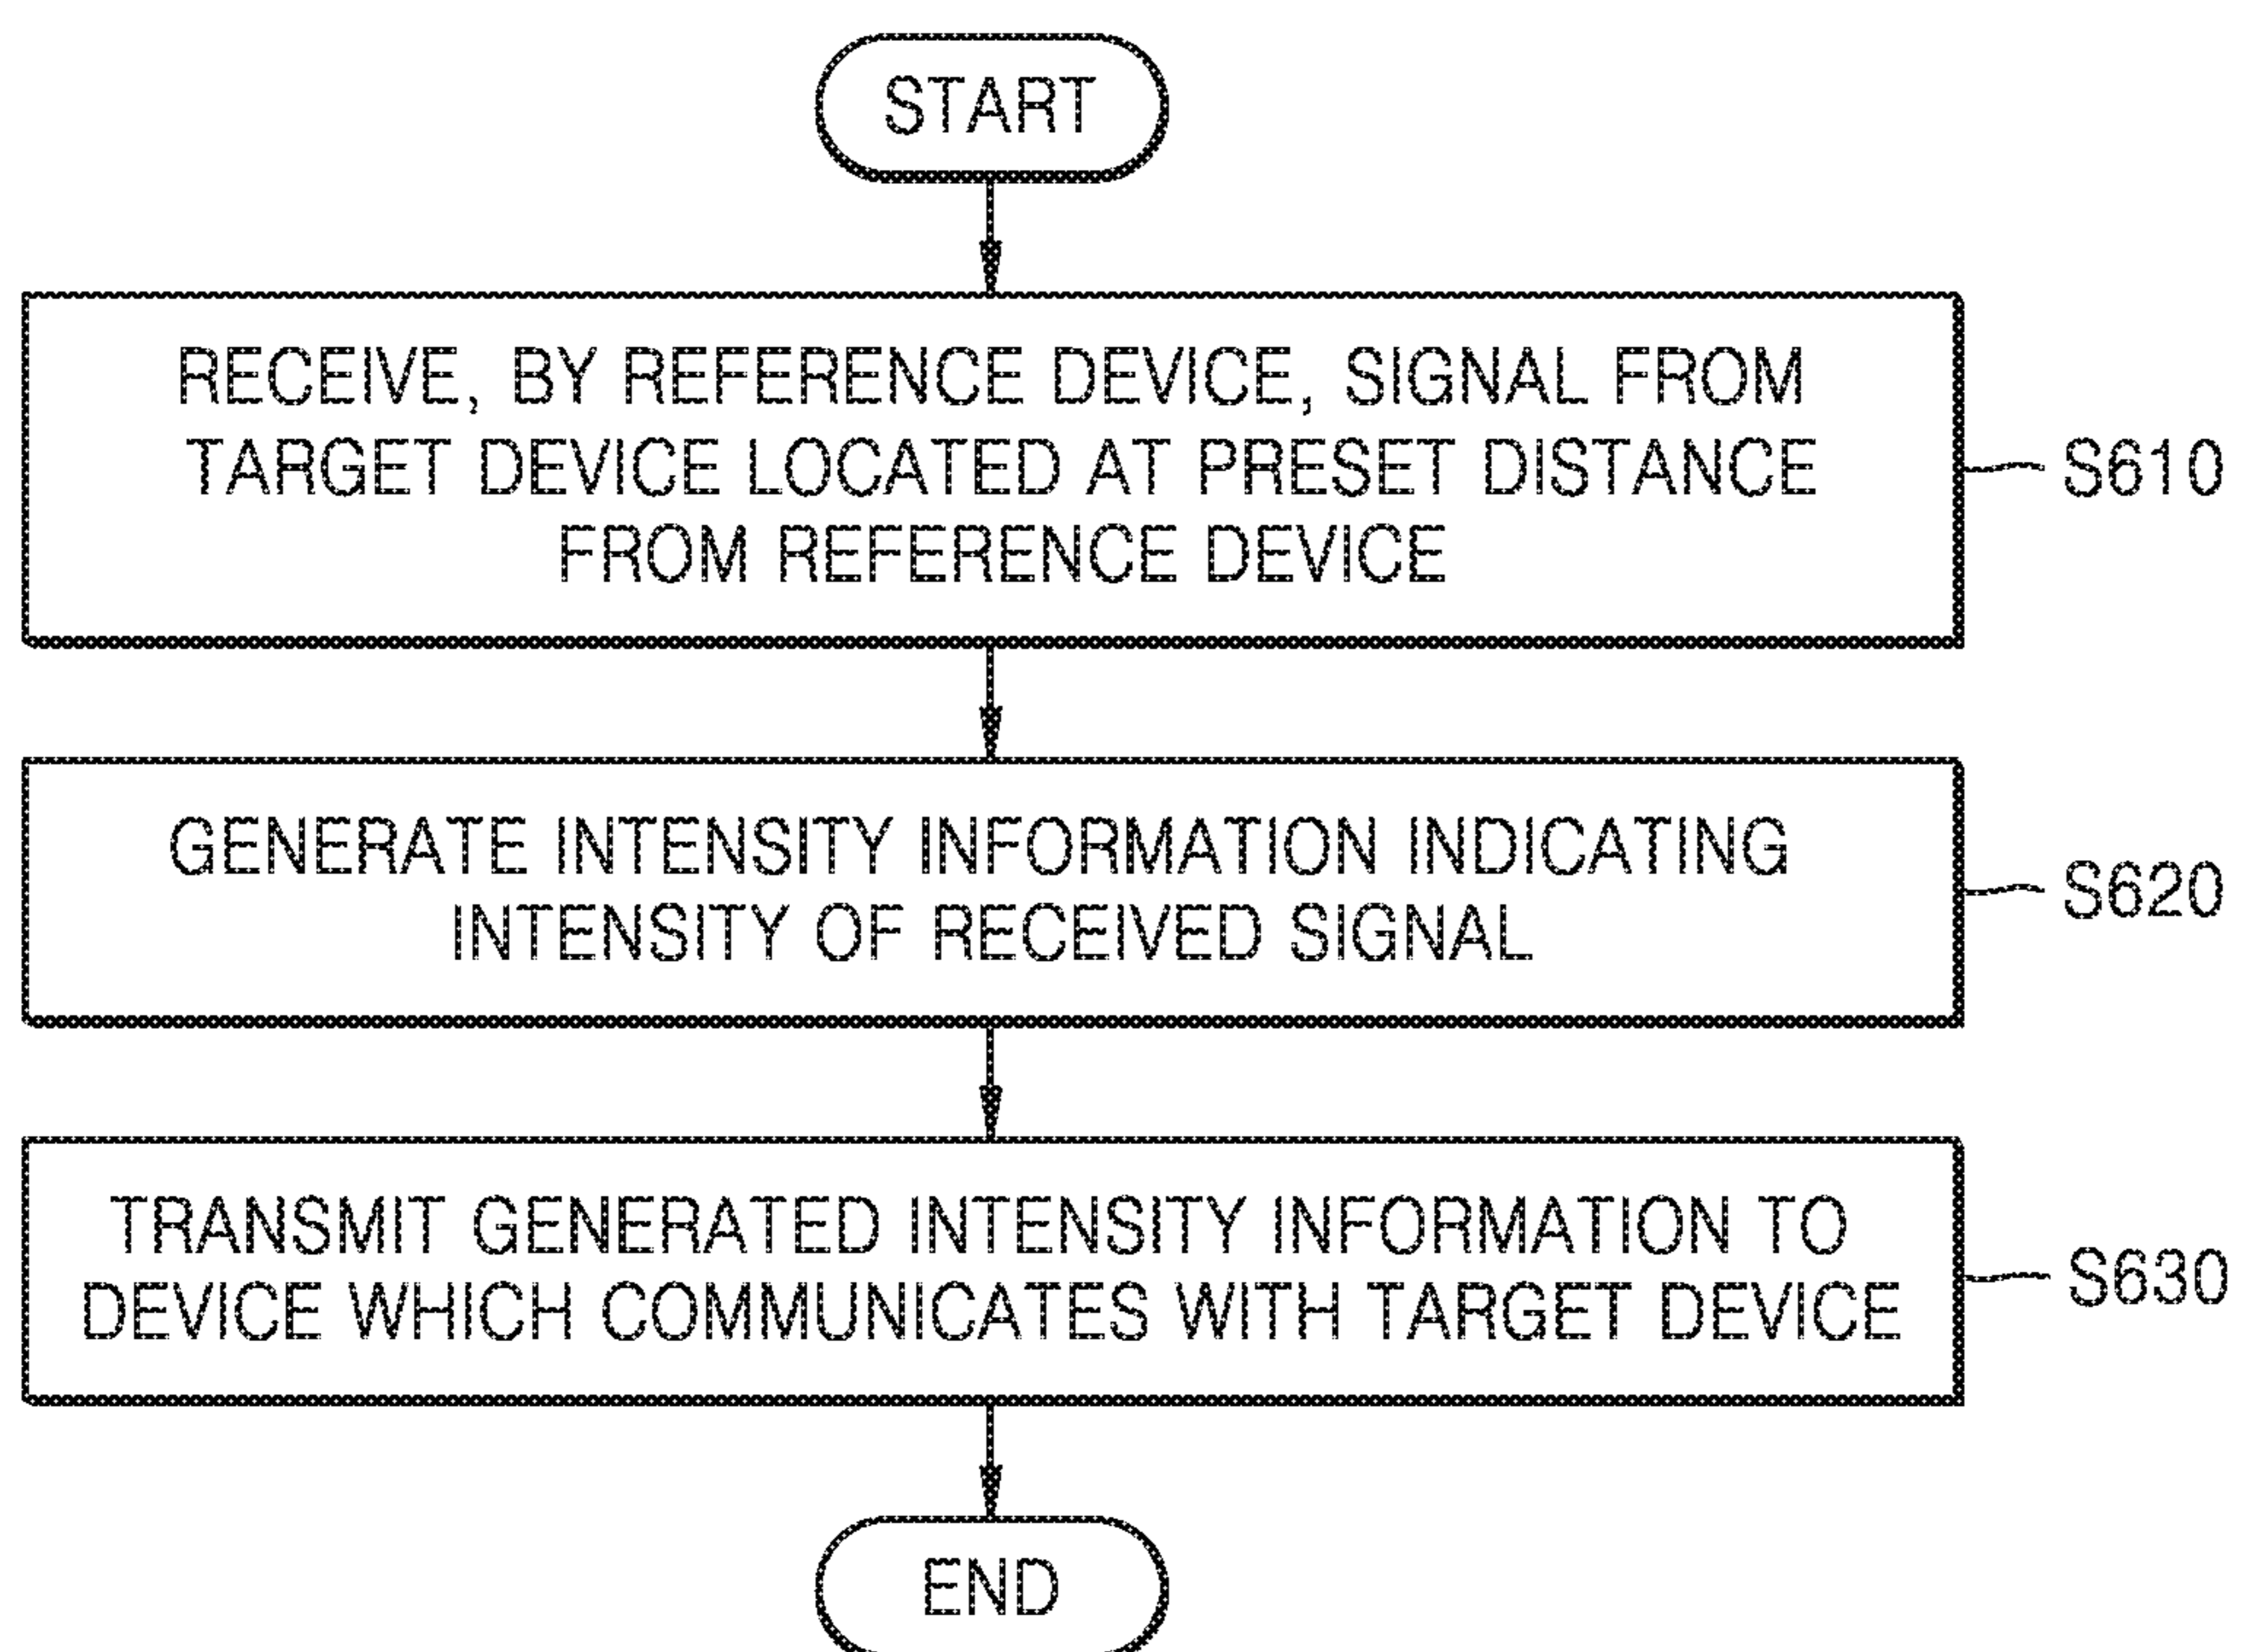 START
RECEIVE, BY REFERENCE DEVICE, SIGNAL FROM
TARGET DEVICE LOCATED AT PRESET DISTANCE
FROM REFERENCE DEVICE
S610
GENERATE INTENSITY INFORMATION INDICATING
INTENSITY OF RECEIVED SIGNAL
S620
TRANSMIT GENERATED INTENSITY INFORMATION TO
DEVICE WHICH COMMUNICATES WITH TARGET DEVICE
S630
END